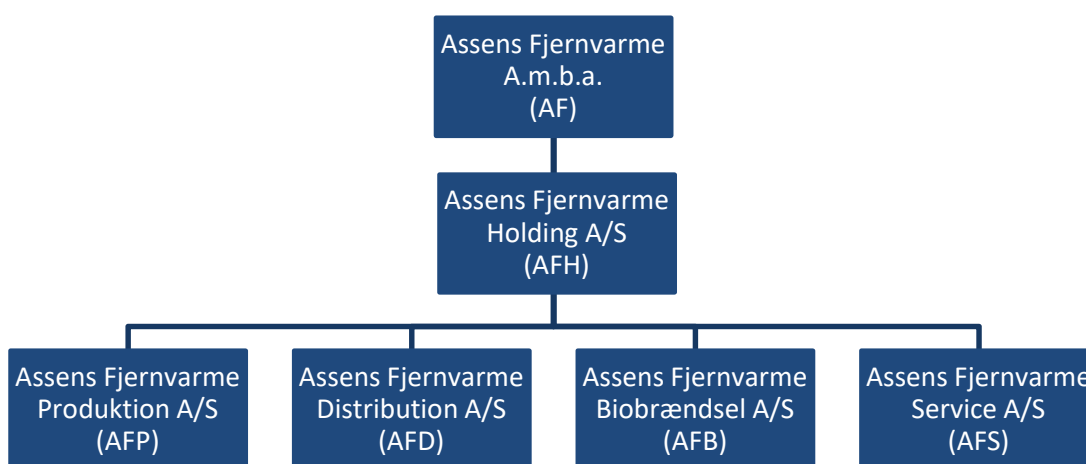 Assens Fjernvarme
A.m.b.a.
(AF)
Assens Fjernvarme
Holding A/S
(AFH)
Assens Fjernvarme
Produktion A/S
(AFP)
Assens Fjernvarme
Distribution A/S
(AFD)
Assens Fjernvarme
Biobrændsel A/S
(AFB)
Assens Fjernvarme
Service A/S
(AFS)